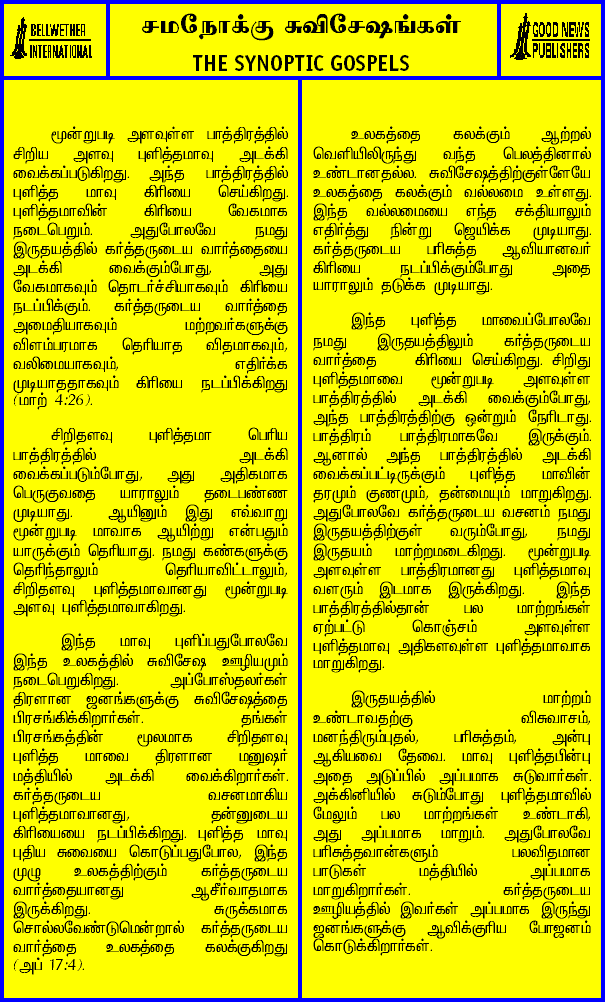 BELLWETHER
INTERNATIONAL
சமநோக்கு சுவிசேஷங்கள்
THE SYNOPTIC GOSPELS
GOOD NEWS
PUBLISHERS
மூன்றுபடி அளவுள்ள பாத்திரத்தில்
சிறிய அளவு புளித்தமாவு அடக்கி
வைக்கப்படுகிறது. அந்த பாத்திரத்தில்
புளித்த மாவு கிரியை செய்கிறது.
புளித்தமாவின் கிரியை வேகமாக
நடைபெறும். அதுபோலவே நமது
இருதயத்தில் கர்த்தருடைய வார்த்தையை
அடக்கி வைக்கும்போது, அது
வேகமாகவும் தொடர்ச்சியாகவும் கிரியை
நடப்பிக்கும். கர்த்தருடைய வார்த்தை
அமைதியாகவும் மற்றவர்களுக்கு
விளம்பரமாக தெரியாத விதமாகவும்,
வலிமையாகவும், எதிர்க்க
முடியாததாகவும் கிரியை நடப்பிக்கிறது
(மாற் 4:26).
சிறிதளவு புளித்தமா பெரிய
பாத்திரத்தில் அடக்கி
வைக்கப்படும்போது, அது அதிகமாக
பெருகுவதை யாராலும் தடைபண்ண
முடியாது. ஆயினும் இது எவ்வாறு
மூன்றுபடி மாவாக ஆயிற்று என்பதும்
யாருக்கும் தெரியாது. நமது கண்களுக்கு
தெரிந்தாலும் தெரியாவிட்டாலும்,
சிறிதளவு புளித்தமாவானது மூன்றுபடி
அளவு புளித்தமாவாகிறது.
இந்த மாவு புளிப்பதுபோலவே
இந்த உலகத்தில் சுவிசேஷ ஊழியமும்
நடைபெறுகிறது. அப்போஸ்தலர்கள்
திரளான ஜனங்களுக்கு சுவிசேஷத்தை
பிரசங்கிக்கிறார்கள். தங்கள்
பிரசங்கத்தின் மூலமாக சிறிதளவு
புளித்த மாவை திரளான மனுஷர்
மத்தியில் அடக்கி வைக்கிறார்கள்.
கர்த்தருடைய வசனமாகிய
புளித்தமாவானது, தன்னுடைய
கிரியையை நடப்பிக்கிறது. புளித்த மாவு
புதிய சுவையை கொடுப்பதுபோல, இந்த
முழு உலகத்திற்கும் கர்த்தருடைய
வார்த்தையானது ஆசீர்வாதமாக
இருக்கிறது. சுருக்கமாக
சொல்லவேண்டுமென்றால் கர்த்தருடைய
வார்த்தை உலகத்தை கலக்குகிறது
(அப் 17:4).
உலகத்தை கலக்கும் ஆற்றல்
வெளியிலிருந்து வந்த பெலத்தினால்
உண்டானதல்ல. சுவிசேஷத்திற்குள்ளேயே
உலகத்தை கலக்கும் வல்லமை உள்ளது.
இந்த வல்லமையை எந்த சக்தியாலும்
எதிர்த்து நின்று ஜெயிக்க முடியாது.
கர்த்தருடைய பரிசுத்த ஆவியானவர்
கிரியை நடப்பிக்கும்போது அதை
யாராலும் தடுக்க முடியாது.
இந்த புளித்த மாவைப்போலவே
நமது இருதயத்திலும் கர்த்தருடைய
வார்த்தை கிரியை செய்கிறது. சிறிது
புளித்தமாவை மூன்றுபடி அளவுள்ள
பாத்திரத்தில் அடக்கி வைக்கும்போது,
அந்த பாத்திரத்திற்கு ஒன்றும் நேரிடாது.
பாத்திரம் பாத்திரமாகவே இருக்கும்.
ஆனால் அந்த பாத்திரத்தில் அடக்கி
வைக்கப்பட்டிருக்கும் புளித்த மாவின்
தரமும் குணமும், தன்மையும் மாறுகிறது.
அதுபோலவே கர்த்தருடைய வசனம் நமது
இருதயத்திற்குள் வரும்போது, நமது
இருதயம் மாற்றமடைகிறது. மூன்றுபடி
அளவுள்ள பாத்திரமானது புளித்தமாவு
வளரும் இடமாக இருக்கிறது. இந்த
பாத்திரத்தில்தான் பல மாற்றங்கள்
ஏற்பட்டு கொஞ்சம் அளவுள்ள
புளித்தமாவு அதிகளவுள்ள புளித்தமாவாக
மாறுகிறது.
இருதயத்தில் மாற்றம்
உண்டாவதற்கு விசுவாசம்,
மனந்திரும்புதல், பரிசுத்தம், அன்பு
ஆகியவை தேவை. மாவு புளித்தபின்பு
அதை அடுப்பில் அப்பமாக சுடுவார்கள்.
அக்கினியில் சுடும்போது புளித்தமாவில்
மேலும் பல மாற்றங்கள் உண்டாகி,
அது அப்பமாக மாறும். அதுபோலவே
பரிசுத்தவான்களும் பலவிதமான
பாடுகள் மத்தியில் அப்பமாக
மாறுகிறார்கள். கர்த்தருடைய
ஊழியத்தில் இவர்கள் அப்பமாக இருந்து
ஜனங்களுக்கு ஆவிக்குரிய போஜனம்
கொடுக்கிறார்கள்.